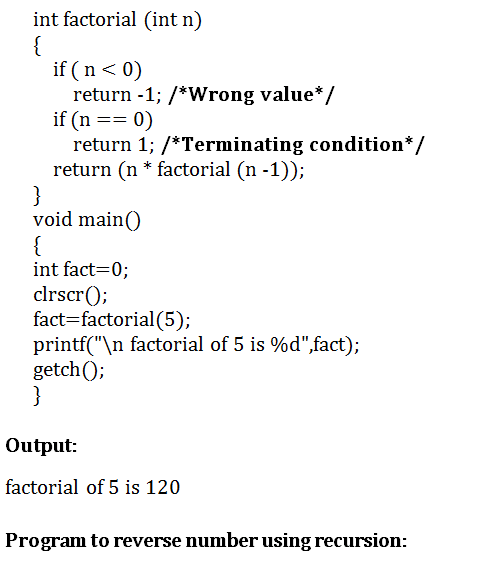 int factorial (int n)
{
if ( n < 0)
return -1; /*Wrong value*/
if (n == 0)
return 1; /*Terminating condition*/
return (n * factorial (n -1));
}
void main()
{
int fact=0;
clrscr();
fact=factorial(5);
printf("\n factorial of 5 is %d",fact);
getch();
}
Output:
factorial of 5 is 120
Program to reverse number using recursion: